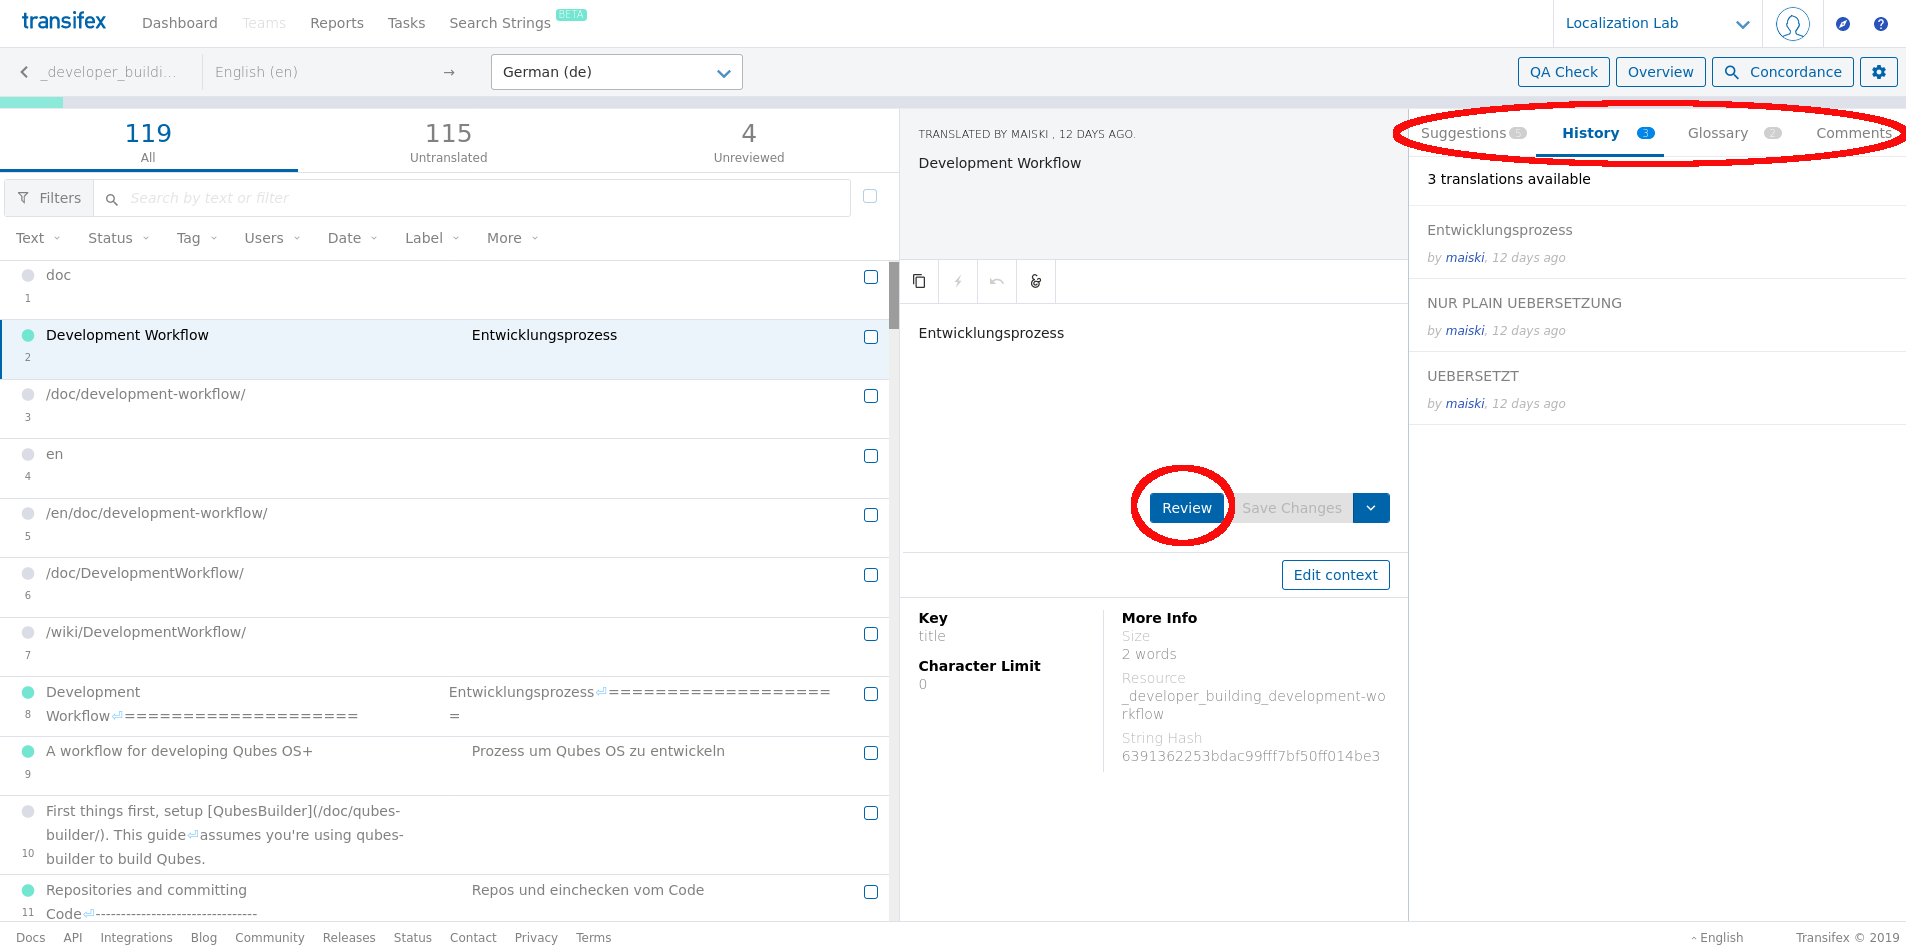 transifex Dashboard Teams Reports Tasks Search Strings BETA Localization Lab
_developer_buildi... English (en) → German (de) QA Check Overview Concordance
119 115 4
All Untranslated Unreviewed
Filters Search by text or filter
Text Status Tag Users Date Label More
doc
1
Development Workflow Entwicklungsprozess
2
/doc/development-workflow/
3
en
4
/en/doc/development-workflow/
5
/doc/DevelopmentWorkflow/
6
/wiki/DevelopmentWorkflow/
7
Development Entwicklungsprozess⏎===================
8 Workflow⏎==================== =
A workflow for developing Qubes OS+ Prozess um Qubes OS zu entwickeln
9
First things first, setup [QubesBuilder](/doc/qubes-
builder/). This guide⏎assumes you're using qubes-
10 builder to build Qubes.
Repositories and committing Repos und einchecken vom Code
11 Code⏎--------------------------------
TRANSLATED BY MAISKI , 12 DAYS AGO.
Development Workflow
Entwicklungsprozess
Review Save Changes
Edit context
Key
title
Character Limit
0
More Info
Size
2 words
Resource
_developer_building_development-wo
rkflow
String Hash
6391362253bdac99fff7bf50ff014be3
Suggestions 5 History 3 Glossary 2 Comments
3 translations available
Entwicklungsprozess
by maiski, 12 days ago
NUR PLAIN UEBERSETZUNG
by maiski, 12 days ago
UEBERSETZT
by maiski, 12 days ago
Docs API Integrations Blog Community Releases Status Contact Privacy Terms English Transifex © 2019